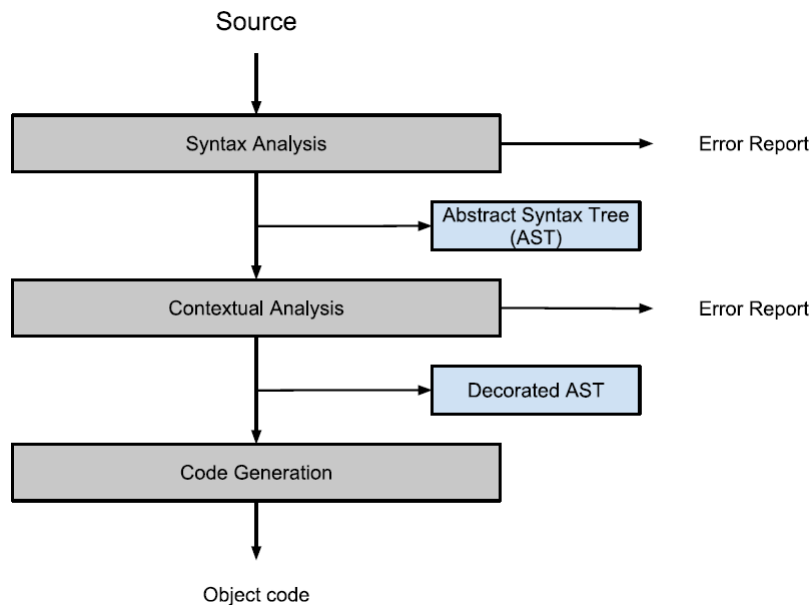 Source
Syntax Analysis
Error Report
Abstract Syntax Tree
(AST)
Contextual Analysis
Error Report
Decorated AST
Code Generation
Object code